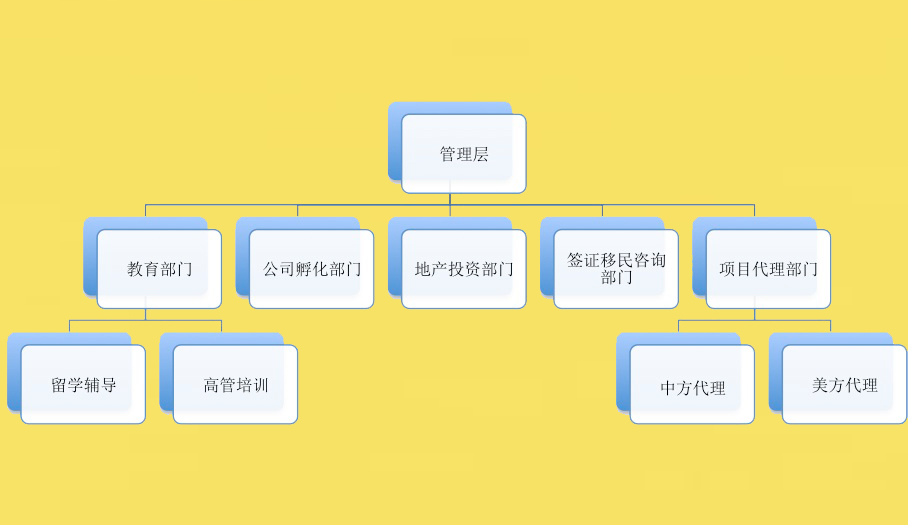 管理层
教育部门
公司孵化部门
地产投资部门
签证移民咨询
部门
项目代理部门
留学辅导
高管培训
中方代理
美方代理